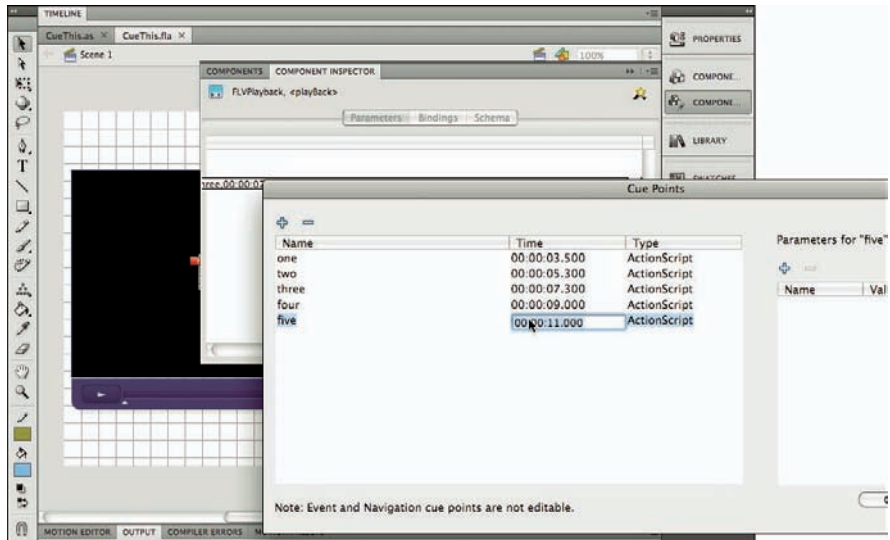 TIMELINE
CueThis.as × CueThis.fla ×
Scene 1
100%
PROPERTIES
COMPONENTS COMPONENT INSPECTOR
COMPONE...
FLVPlayback, <playBack>
COMPONE...
Parameters Bindings Schema
LIBRARY
T
Cue Points
Name Time Type
one 00:00:03.500 ActionScript
two 00:00:05.300 ActionScript
three 00:00:07.300 ActionScript
four 00:00:09.000 ActionScript
five 00:00:11.000 ActionScript
Parameters for "five"
Name Val
Note: Event and Navigation cue points are not editable.
MOTION EDITOR OUTPUT COMPILER ERRORS